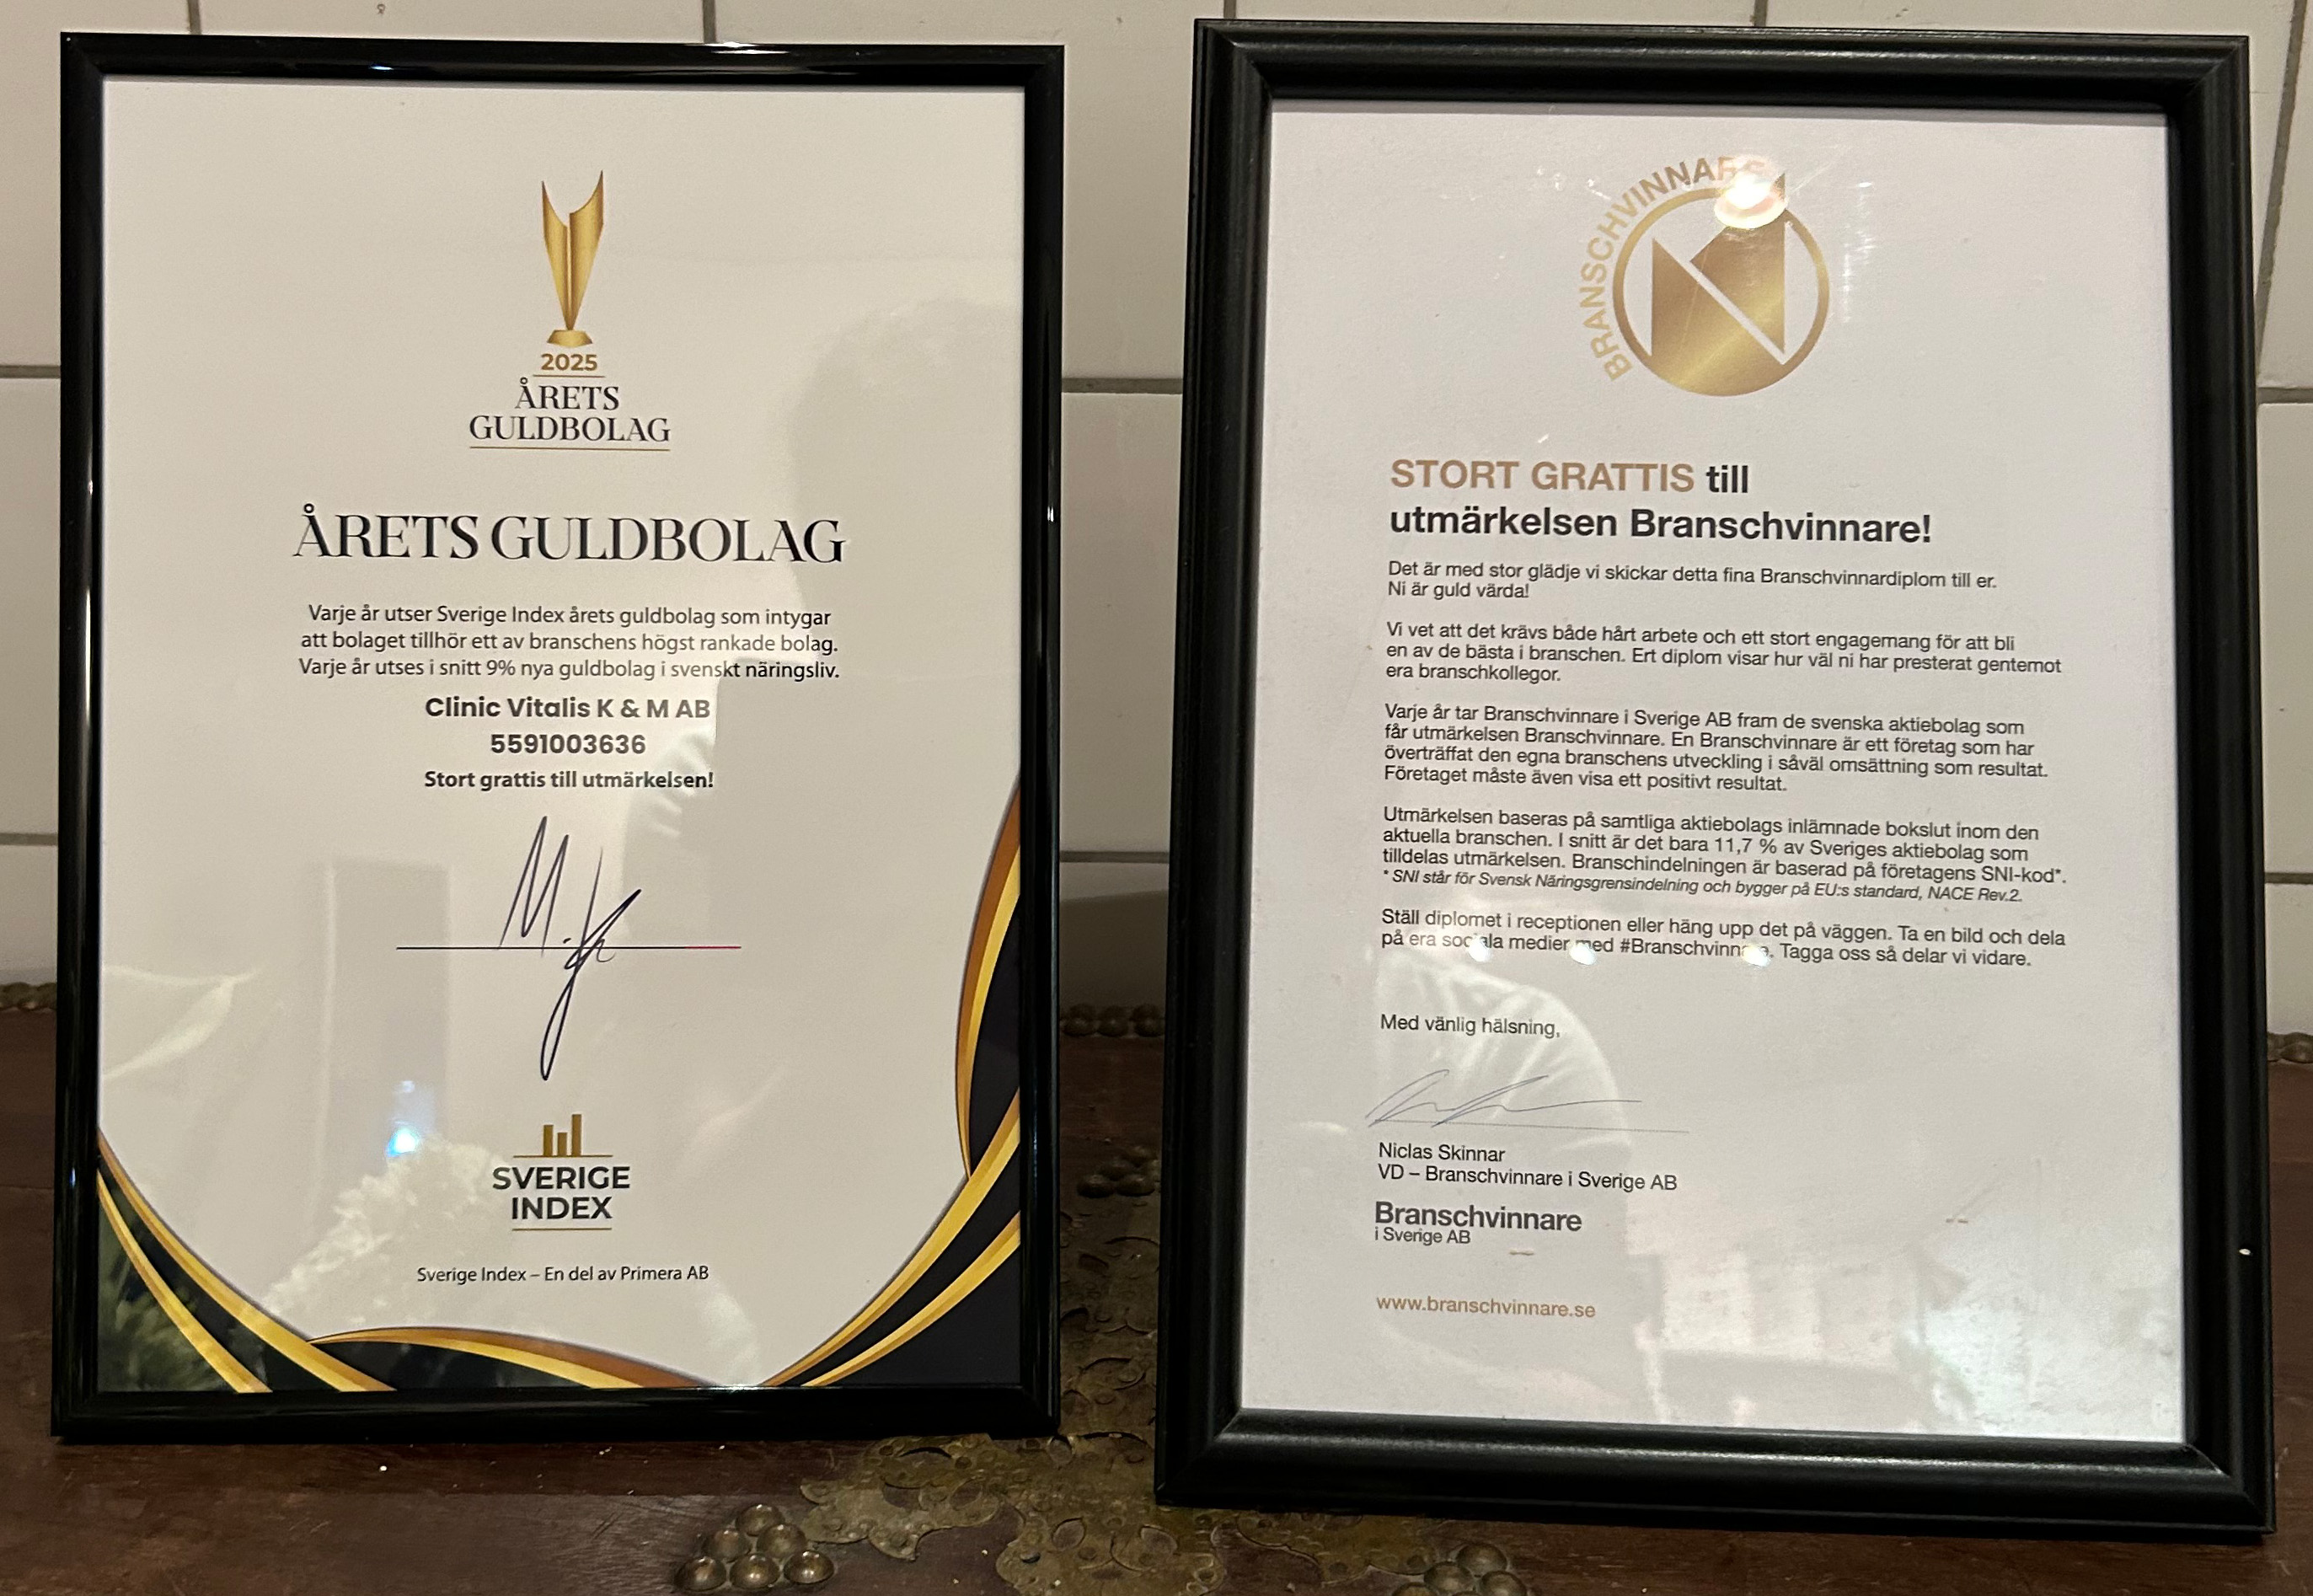 2025
ÅRETS
GULDBOLAG
ÅRETS GULDBOLAG
Varje år utser Sverige Index årets guldbolag som intygar
att bolaget tillhör ett av branschens högst rankade bolag.
Varje år utses i snitt 9% nya guldbolag i svenskt näringsliv.
Clinic Vitalis K & M AB
5591003636
Stort grattis till utmärkelsen!
SVERIGE
INDEX
Sverige Index – En del av Primera AB
BRANSCHVINNARE
STORT GRATTIS till
utmärkelsen Branschvinnare!
Det är med stor glädje vi skickar detta fina Branschvinnardiplom till er.
Ni är guld värda!
Vi vet att det krävs både hårt arbete och ett stort engagemang för att bli
en av de bästa i branschen. Ert diplom visar hur väl ni har presterat gentemot
era branschkollegor.
Varje år tar Branschvinnare i Sverige AB fram de svenska aktiebolag som
får utmärkelsen Branschvinnare. En Branschvinnare är ett företag som har
överträffat den egna branschens utveckling i såväl omsättning som resultat.
Företaget måste även visa ett positivt resultat.
Utmärkelsen baseras på samtliga aktiebolags inlämnade bokslut inom den
aktuella branschen. I snitt är det bara 11,7 % av Sveriges aktiebolag som
tilldelas utmärkelsen. Branschindelningen är baserad på företagens SNI-kod*.
* SNI står för Svensk Näringsgrensindelning och bygger på EU:s standard, NACE Rev.2.
Ställ diplomet i receptionen eller häng upp det på väggen. Ta en bild och dela
på era sociala medier med #Branschvinnare. Tagga oss så delar vi vidare.
Med vänlig hälsning,
Niclas Skinnar
VD – Branschvinnare i Sverige AB
Branschvinnare
i Sverige AB
www.branschvinnare.se